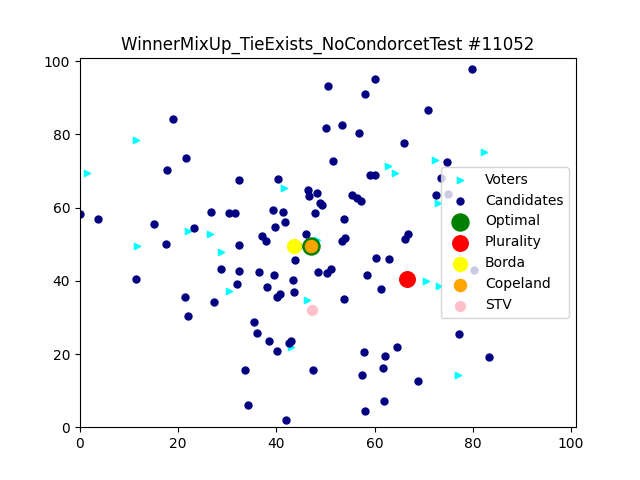 WinnerMixUp_TieExists_NoCondorcetTest #11052
100
80
60
40
20
0
0
20
40
60
80
100
Voters
Candidates
Optimal
Plurality
Borda
Copeland
STV